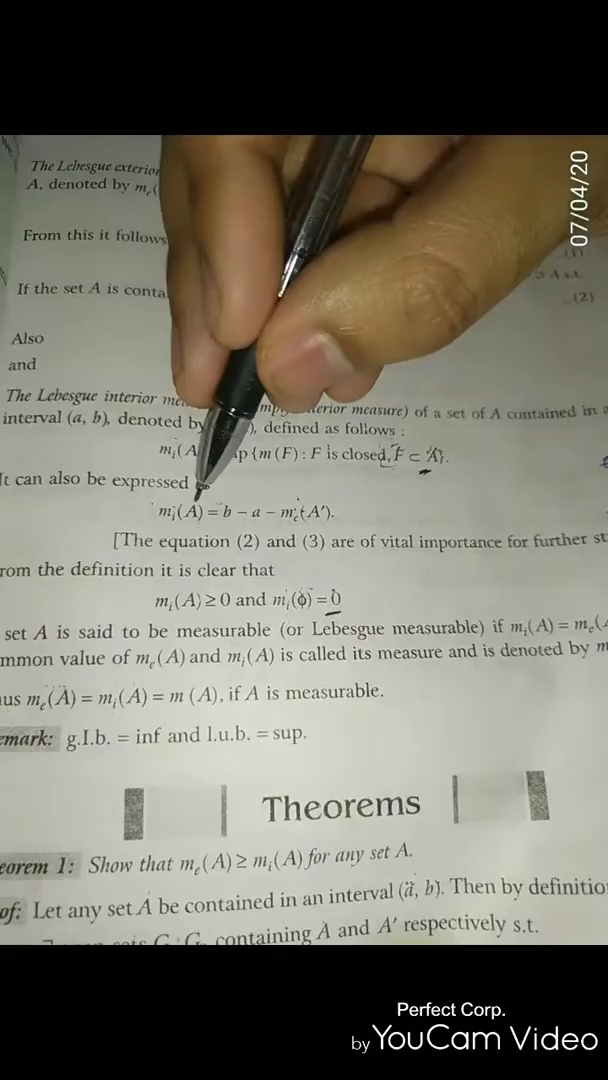 The Lebesgue exterior
A, denoted by mₑ(
07/04/20
From this it follows
(1)
⊃ A s.t.
If the set A is conta
(2)
Also
and
The Lebesgue interior erior measure) of a set of A contained in
interval (a, b), denoted by ), defined as follows :
mᵢ(A p {m (F) : F is closed, F ⊂ A}.
It can also be expressed
mᵢ(A) = b − a − mₑ(A′).
[The equation (2) and (3) are of vital importance for further st
rom the definition it is clear that
mᵢ(A) ≥ 0 and mᵢ(ϕ) = 0
set A is said to be measurable (or Lebesgue measurable) if mᵢ(A) = mₑ(A
mmon value of mₑ(A) and mᵢ(A) is called its measure and is denoted by m
us mₑ(A) = mᵢ(A) = m (A), if A is measurable.
emark: g.I.b. = inf and l.u.b. = sup.
Theorems
eorem 1: Show that mₑ(A) ≥ mᵢ(A) for any set A.
of: Let any set A be contained in an interval (a, b). Then by definitio
containing A and A′ respectively s.t.
Perfect Corp.
by YouCam Video